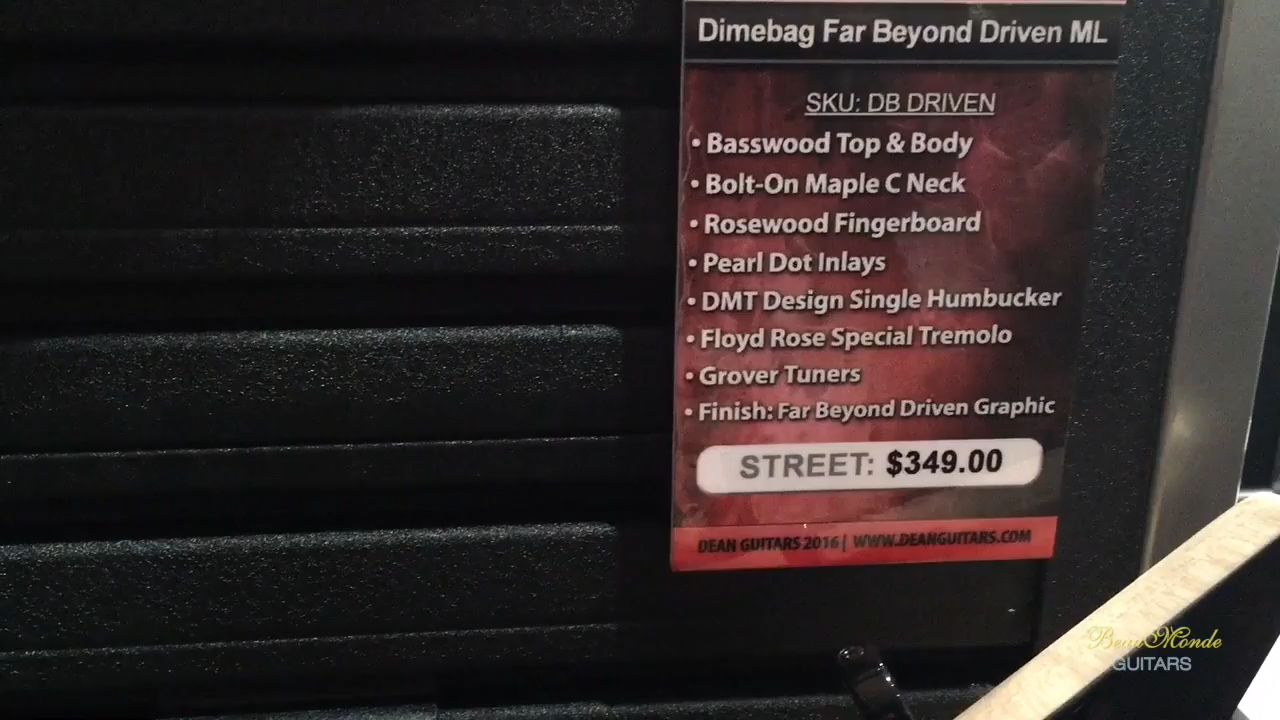 Dimebag Far Beyond Driven ML
SKU: DB DRIVEN
• Basswood Top & Body
• Bolt-On Maple C Neck
• Rosewood Fingerboard
• Pearl Dot Inlays
• DMT Design Single Humbucker
• Floyd Rose Special Tremolo
• Grover Tuners
• Finish: Far Beyond Driven Graphic
STREET: $349.00
DEAN GUITARS 2016 | WWW.DEANGUITARS.COM
Beau Monde
GUITARS